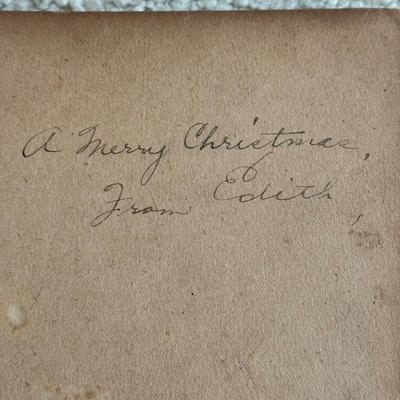 A Merry Christmas,
From Edith,